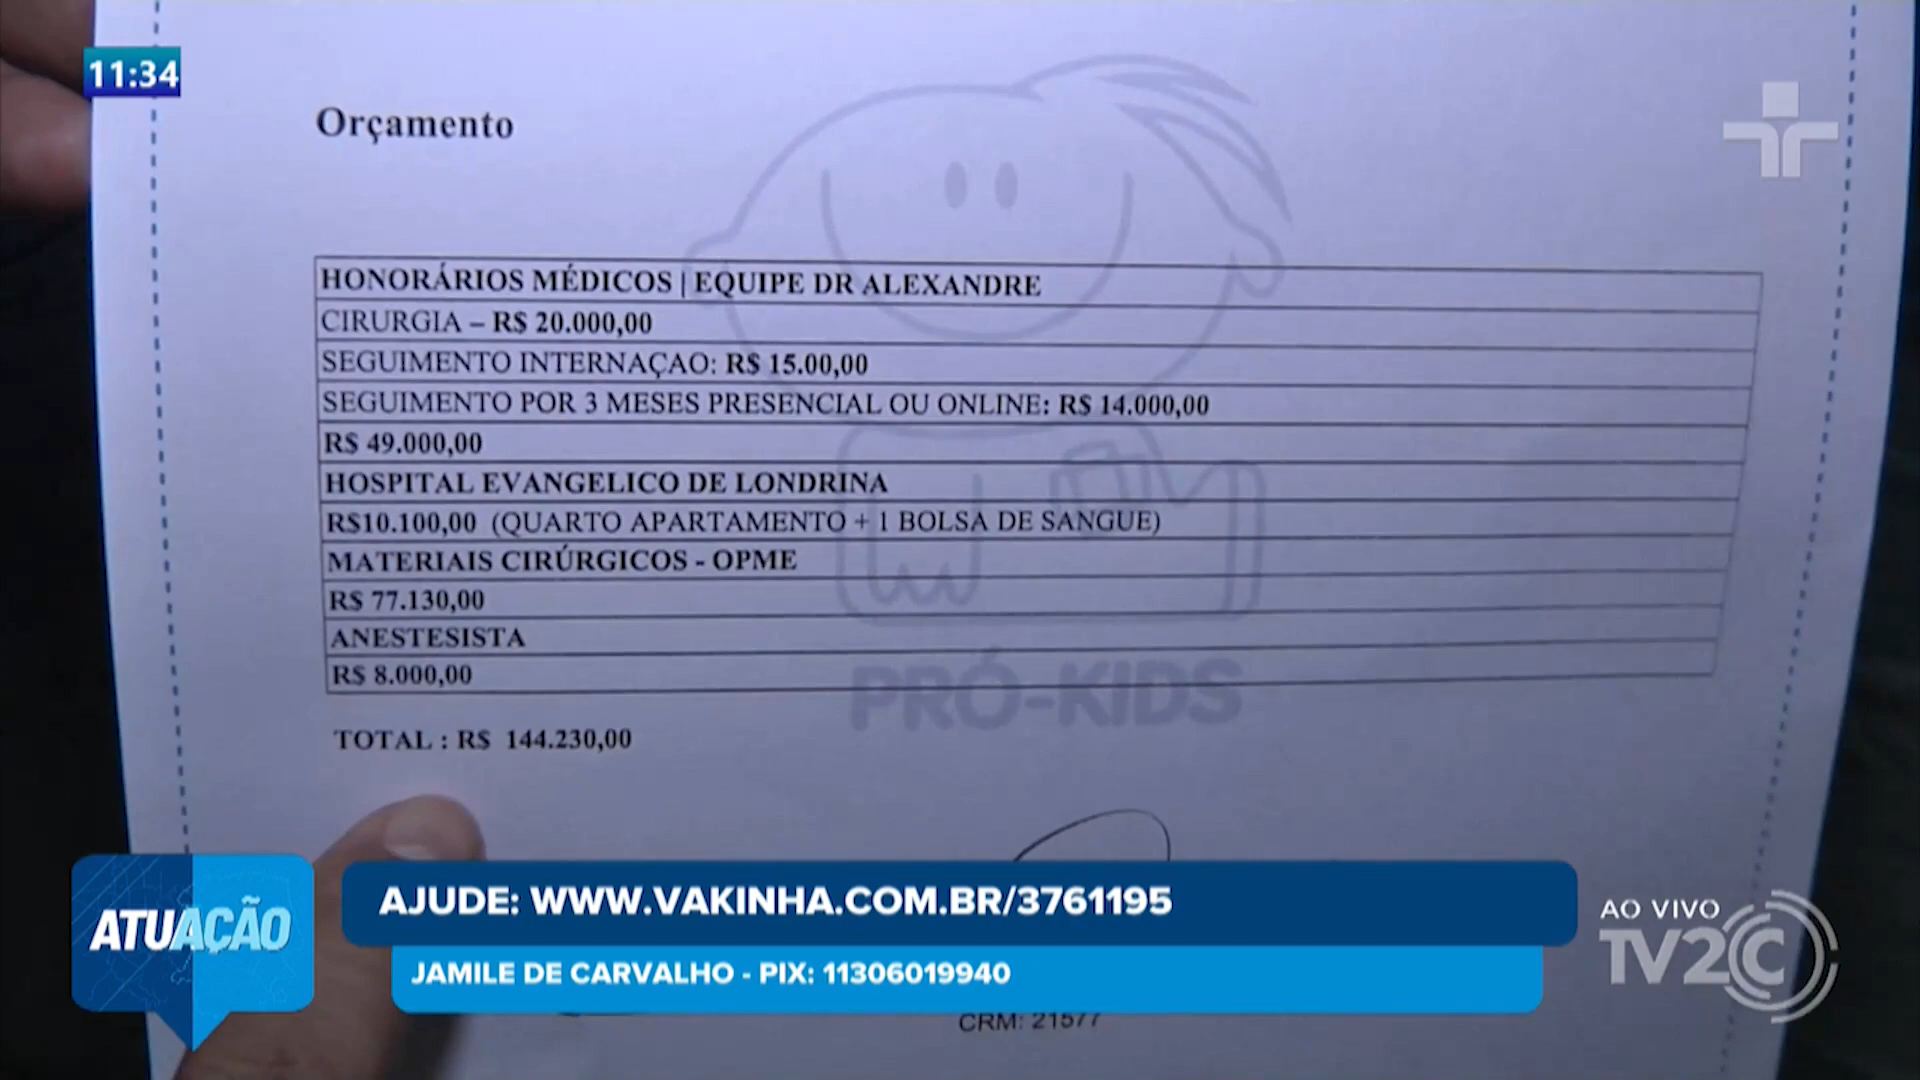 11:34
Orçamento
HONORÁRIOS MÉDICOS | EQUIPE DR ALEXANDRE
CIRURGIA – R$ 20.000,00
SEGUIMENTO INTERNAÇAO: R$ 15.00,00
SEGUIMENTO POR 3 MESES PRESENCIAL OU ONLINE: R$ 14.000,00
R$ 49.000,00
HOSPITAL EVANGELICO DE LONDRINA
R$10.100,00 (QUARTO APARTAMENTO + 1 BOLSA DE SANGUE)
MATERIAIS CIRÚRGICOS - OPME
R$ 77.130,00
ANESTESISTA
R$ 8.000,00
PRÓ-KIDS
TOTAL : R$ 144.230,00
ATUAÇÃO
AJUDE: WWW.VAKINHA.COM.BR/3761195
JAMILE DE CARVALHO - PIX: 11306019940
AO VIVO
TV2C
CRM: 21577